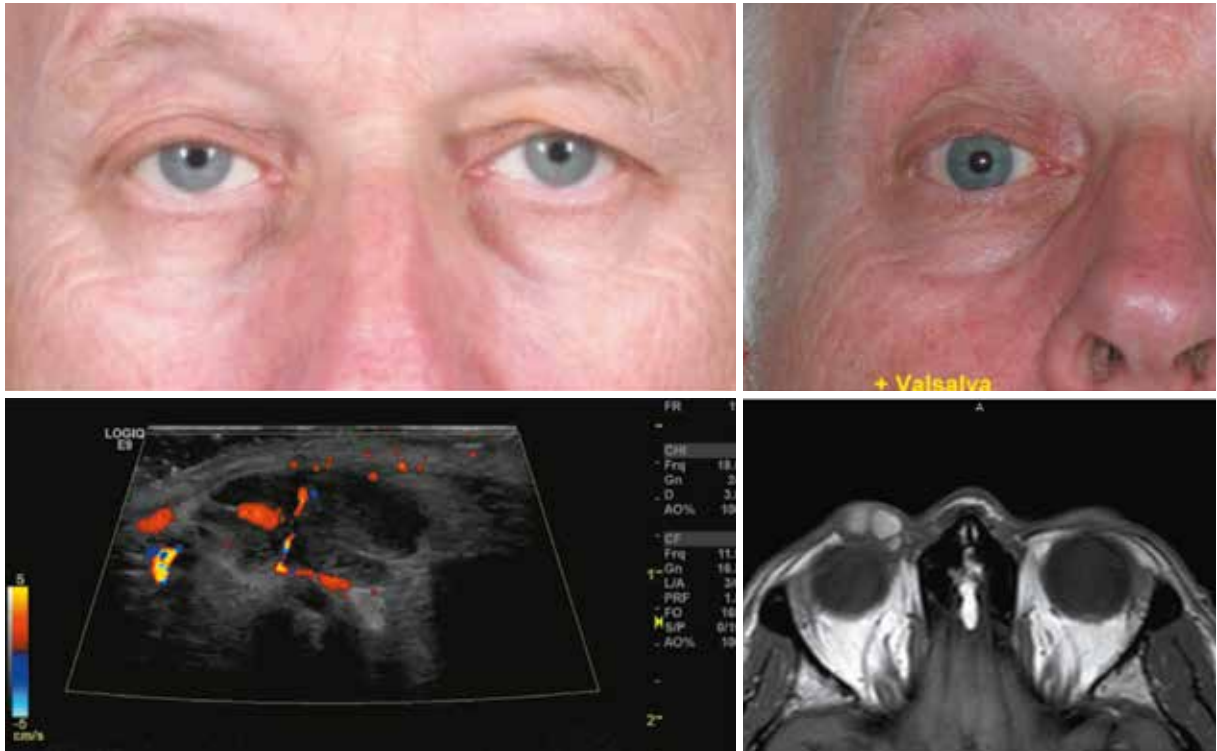 + Valsalva
A
LOGIQ
E9
FR
CHI
Frq
Gn
D
AO%
CF
Frq
Gn
L/A
PRF
FO
S/P
AO%
5
-5
cm/s
1
2